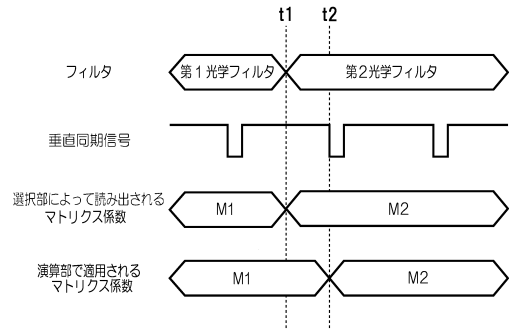 t1 t2
フィルタ
第1光学フィルタ
第2光学フィルタ
垂直同期信号
選択部によって読み出される
マトリクス係数
M1
M2
演算部で適用される
マトリクス係数
M1
M2